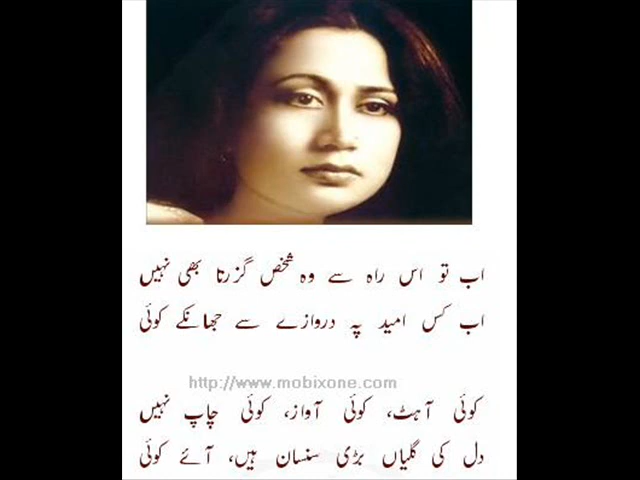 اب تو اس راہ سے وہ شخص گزرتا بھی نہیں
اب کس امید پہ دروازے سے جھانکے کوئی
http://www.mobixone.com
کوئی آہٹ، کوئی آواز، کوئی چاپ نہیں
دل کی گلیاں بڑی سنسان ہیں، آئے کوئی